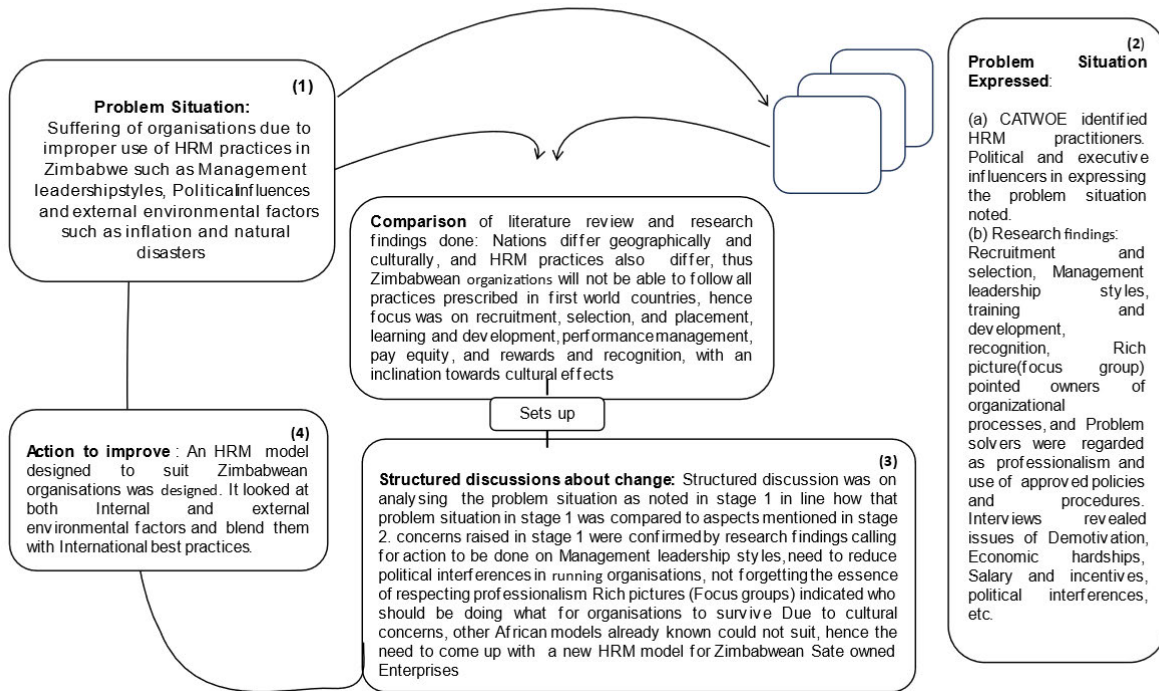 (1)
Problem Situation:
Suffering of organisations due to
improper use of HRM practices in
Zimbabwe such as Management
leadershipstyles, Politicalinfluences
and external environmental factors
such as inflation and natural
disasters
(2)
Problem Situation
Expressed:
(a) CATWOE identified
HRM practitioners.
Political and executive
influencers in expressing
the problem situation
noted.
(b) Research findings:
Recruitment and
selection, Management
leadership styles,
training and
development,
recognition, Rich
picture(focus group)
pointed owners of
organizational
processes, and Problem
solvers were regarded
as professionalism and
use of approved policies
and procedures.
Interviews revealed
issues of Demotivation,
Economic hardships,
Salary and incentives,
political interferences,
etc.
Comparison of literature review and research
findings done: Nations differ geographically and
culturally, and HRM practices also differ, thus
Zimbabwean organizations will not be able to follow all
practices prescribed in first world countries, hence
focus was on recruitment, selection, and placement,
learning and development, performance management,
pay equity, and rewards and recognition, with an
inclination towards cultural effects
Sets up
(3)
Structured discussions about change: Structured discussion was on
analysing the problem situation as noted in stage 1 in line how that
problem situation in stage 1 was compared to aspects mentioned in stage
2. concerns raised in stage 1 were confirmed by research findings calling
for action to be done on Management leadership styles, need to reduce
political interferences in running organisations, not forgetting the essence
of respecting professionalism Rich pictures (Focus groups) indicated who
should be doing what for organisations to survive Due to cultural
concerns, other African models already known could not suit, hence the
need to come up with a new HRM model for Zimbabwean Sate owned
Enterprises
(4)
Action to improve : An HRM model
designed to suit Zimbabwean
organisations was designed. It looked at
both Internal and external
environmental factors and blend them
with International best practices.